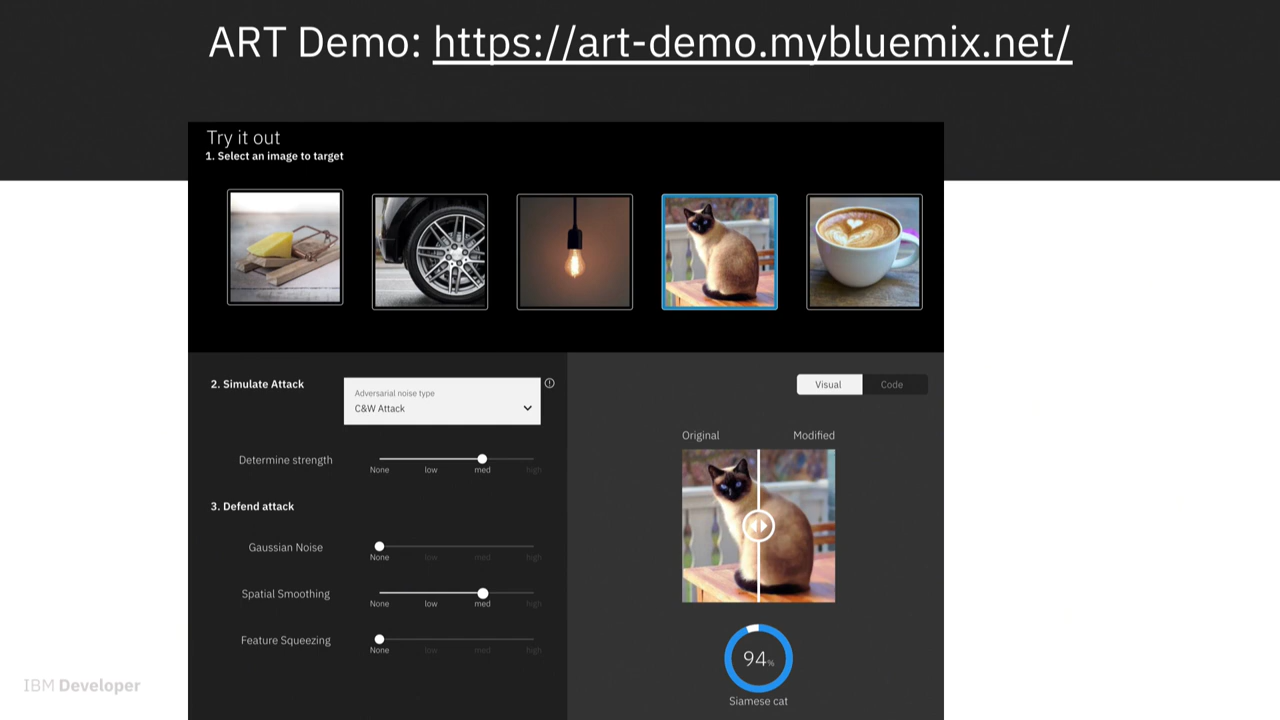 ART Demo: https://art-demo.mybluemix.net/
Try it out
1. Select an image to target
2. Simulate Attack
Adversarial noise type
C&W Attack
Determine strength
None low med high
3. Defend attack
Gaussian Noise
None low med high
Spatial Smoothing
None low med high
Feature Squeezing
None low med high
Visual Code
Original Modified
94%
Siamese cat
IBM Developer